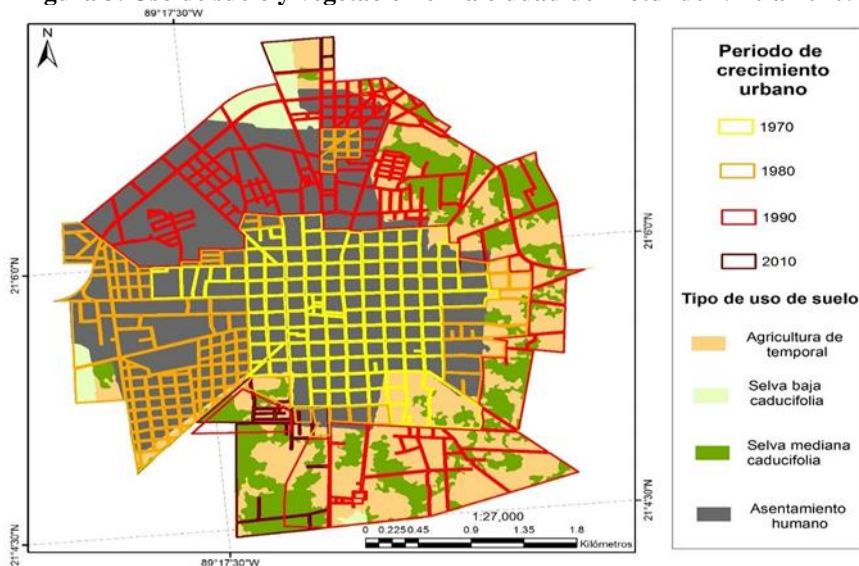 89°17'30"W
N
21°6'0"N
21°6'0"N
21°4'30"N
21°4'30"N
89°17'30"W
1:27,000
0 0.225 0.45 0.9 1.35 1.8
Kilómetros
Periodo de
crecimiento
urbano
1970
1980
1990
2010
Tipo de uso de suelo
Agricultura de
temporal
Selva baja
caducifolia
Selva mediana
caducifolia
Asentamiento
humano